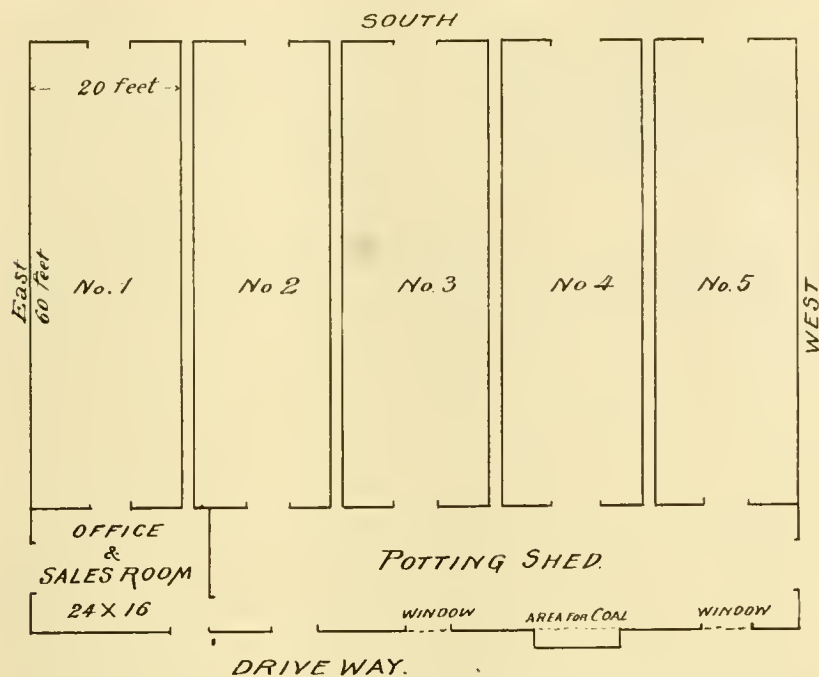 SOUTH
20 feet
East
60 feet
No. 1
No 2
No. 3
No 4
No. 5
WEST
OFFICE
&
SALES ROOM
24 X 16
POTTING SHED.
WINDOW
AREA FOR COAL
WINDOW
DRIVE WAY.